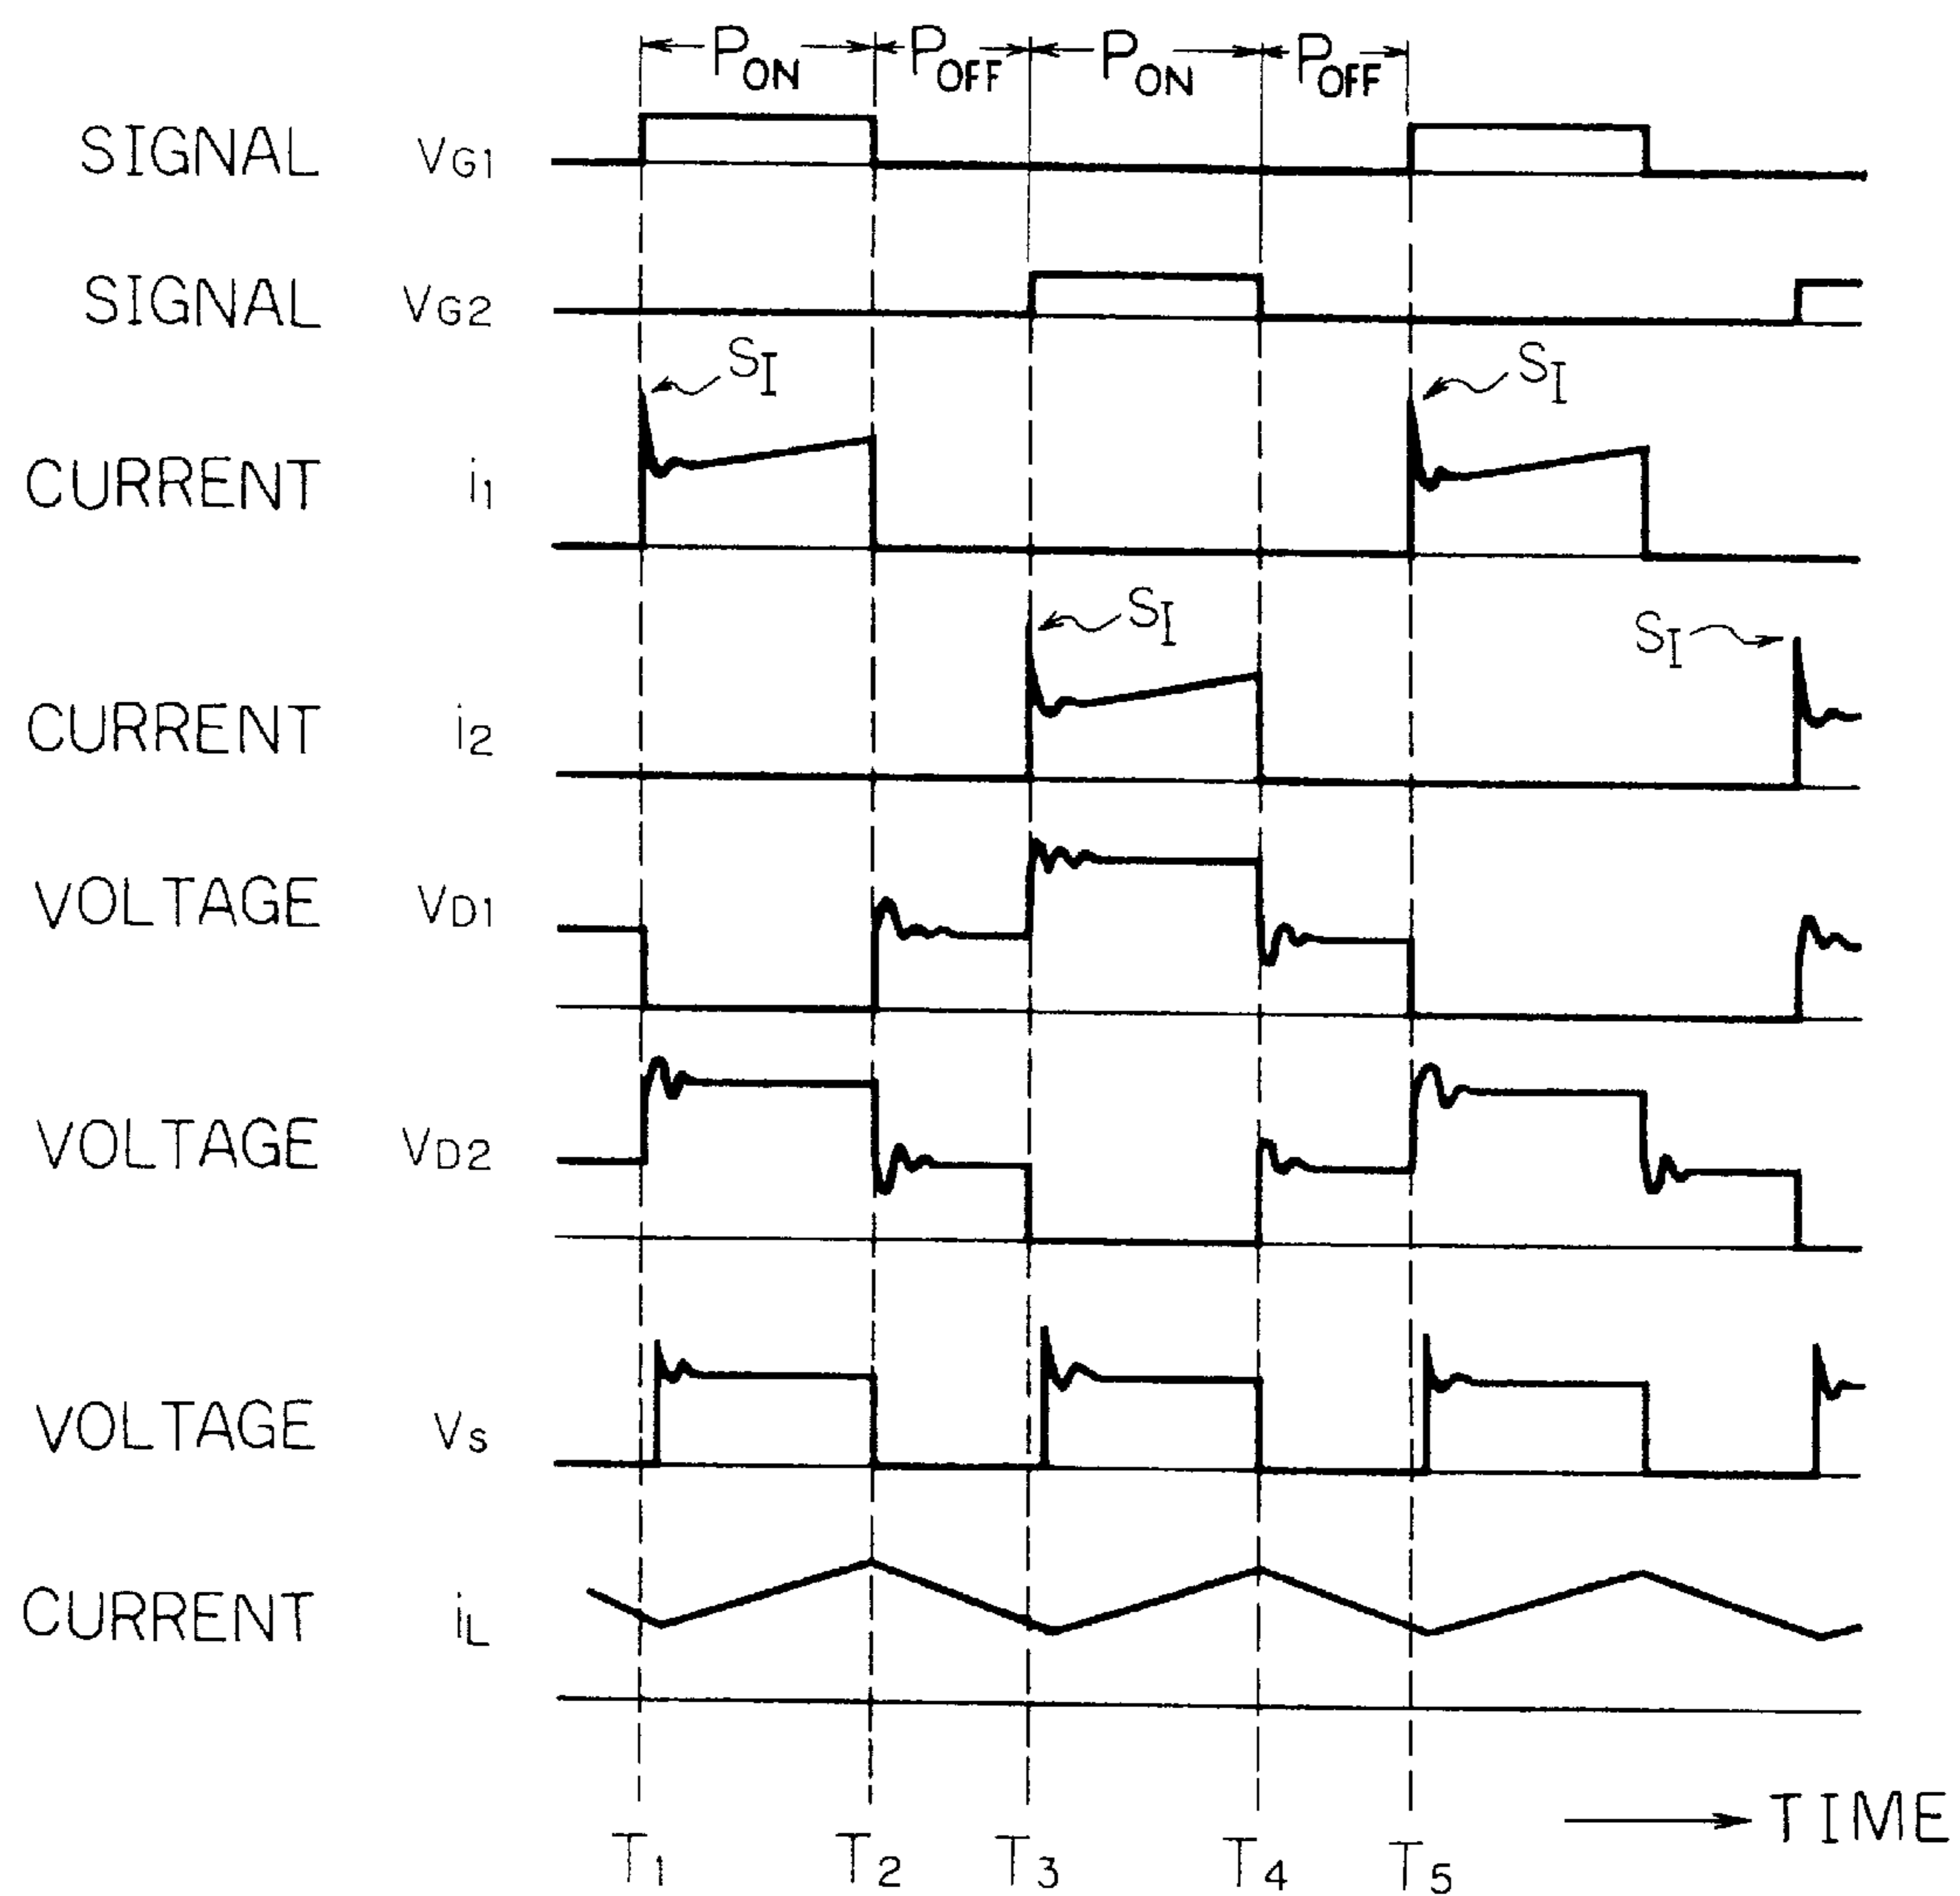 PON POFF PON POFF
SIGNAL VG1
SIGNAL VG2
SI SI
CURRENT i1
SI SI
CURRENT i2
VOLTAGE VD1
VOLTAGE VD2
VOLTAGE VS
CURRENT iL
TIME
T1 T2 T3 T4 T5